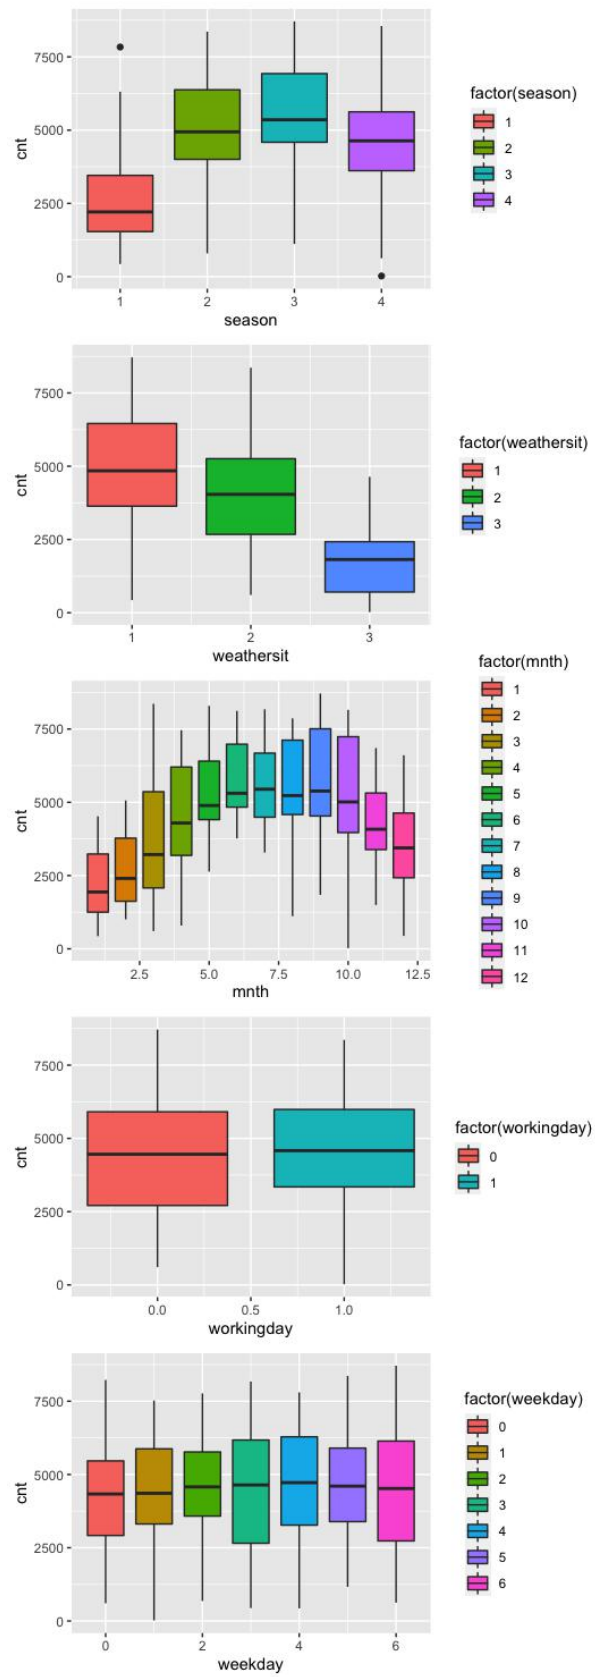 cnt
7500
5000
2500
0
1 2 3 4
season
factor(season)
1
2
3
4
cnt
7500
5000
2500
0
1 2 3
weathersit
factor(weathersit)
1
2
3
cnt
7500
5000
2500
0
2.5 5.0 7.5 10.0 12.5
mnth
factor(mnth)
1
2
3
4
5
6
7
8
9
10
11
12
cnt
7500
5000
2500
0
0.0 0.5 1.0
workingday
factor(workingday)
0
1
cnt
7500
5000
2500
0
0 2 4 6
weekday
factor(weekday)
0
1
2
3
4
5
6